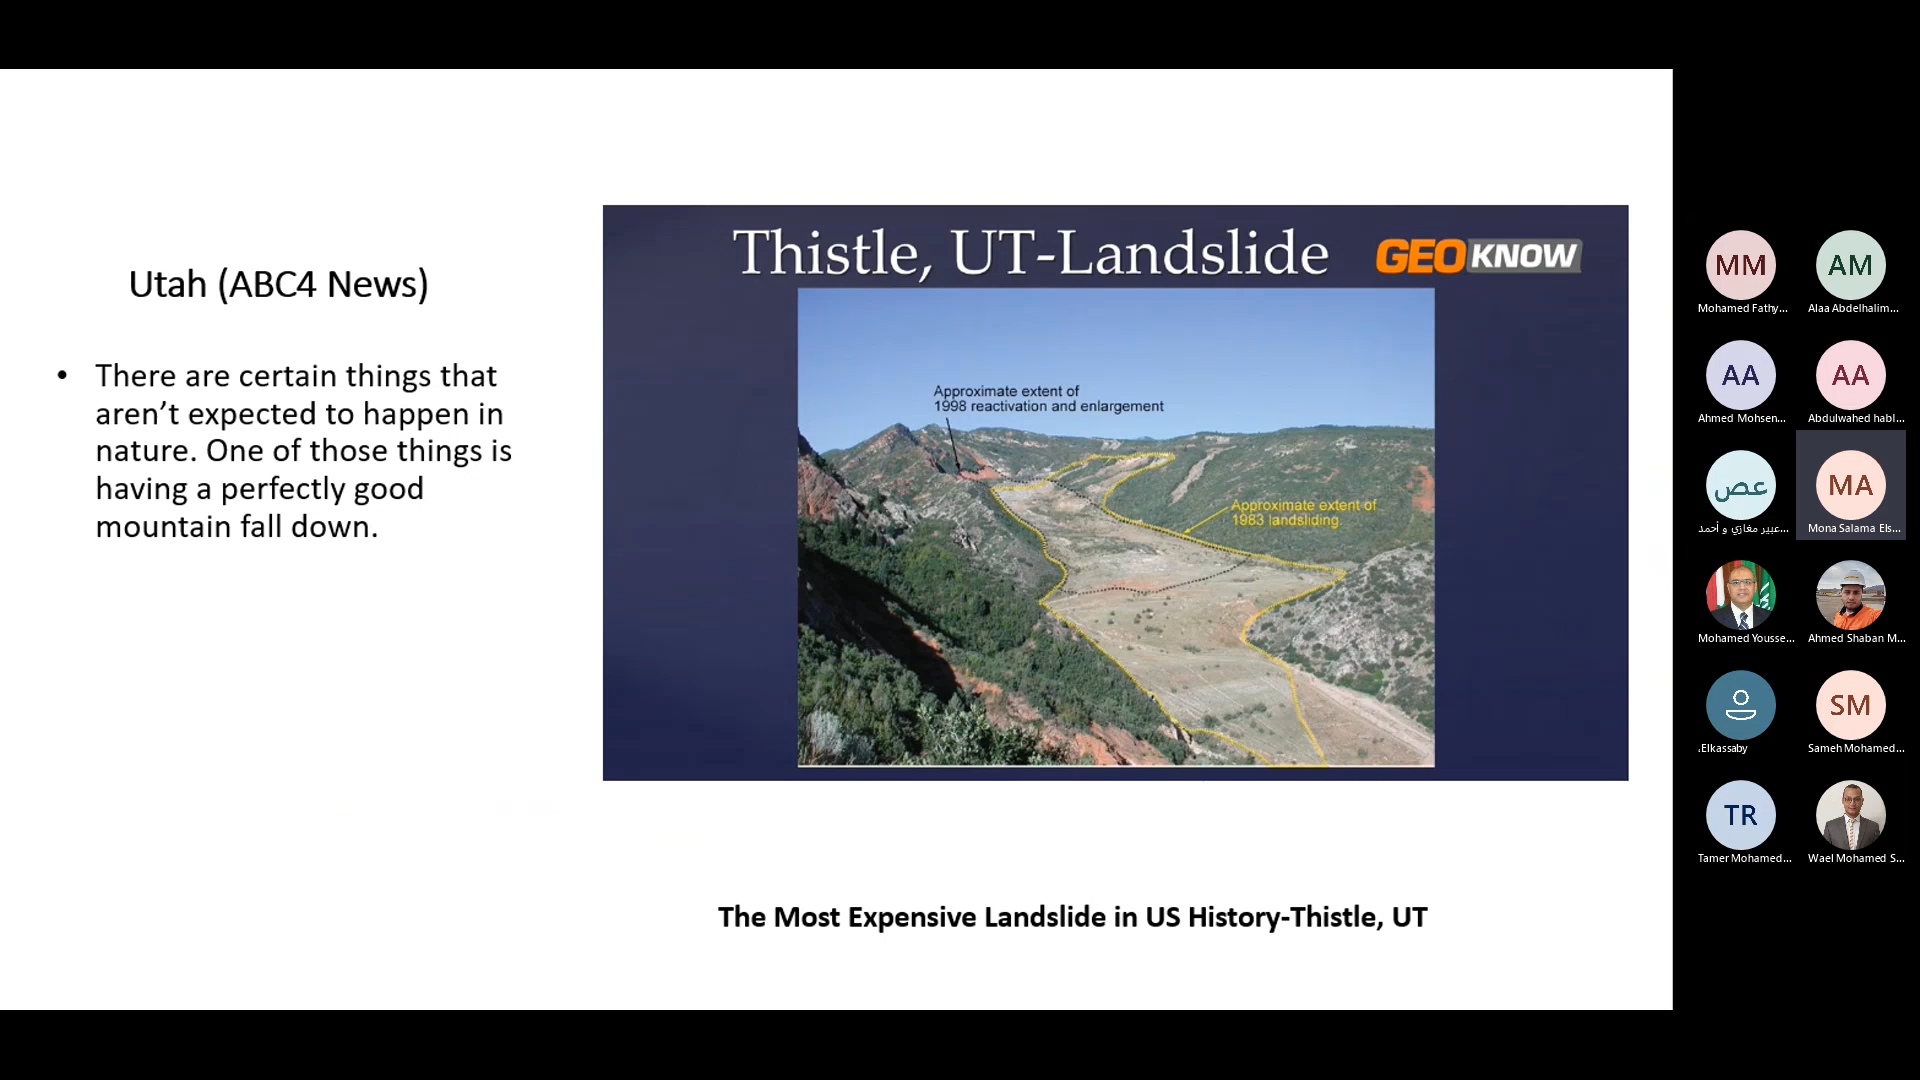 Utah (ABC4 News)
• There are certain things that
aren’t expected to happen in
nature. One of those things is
having a perfectly good
mountain fall down.
Thistle, UT-Landslide
GEOKNOW
Approximate extent of
1998 reactivation and enlargement
Approximate extent of
1983 landsliding.
The Most Expensive Landslide in US History-Thistle, UT
MM
Mohamed Fathy...
AM
Alaa Abdelhalim...
AA
Ahmed Mohsen...
AA
Abdulwahed habl...
عص
عبير مغازي و أحمد...
MA
Mona Salama Els...
Mohamed Yousse...
Ahmed Shaban M...
.Elkassaby
SM
Sameh Mohamed...
TR
Tamer Mohamed...
Wael Mohamed S...